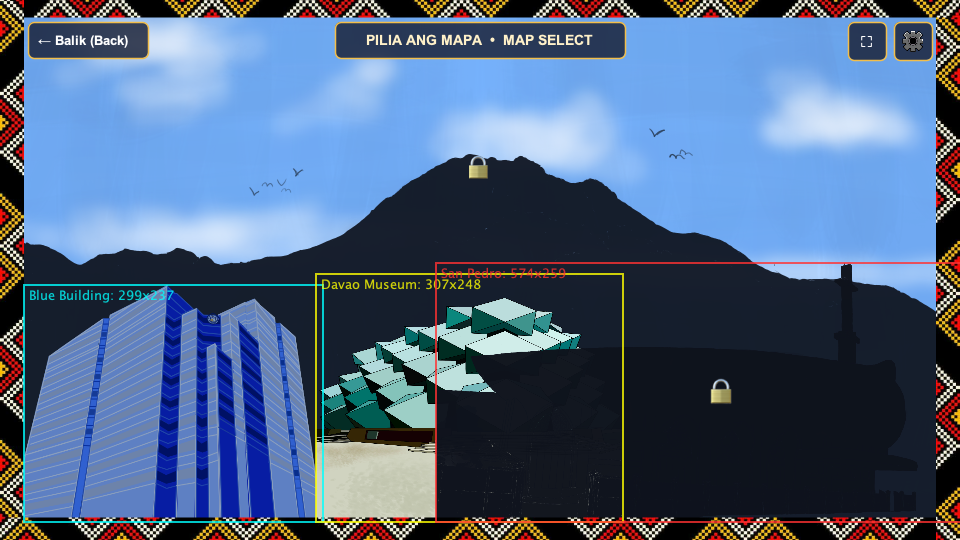 ← Balik (Back)
PILIA ANG MAPA • MAP SELECT
San Pedro: 574x259
Davao Museum: 307x248
Blue Building: 299x237